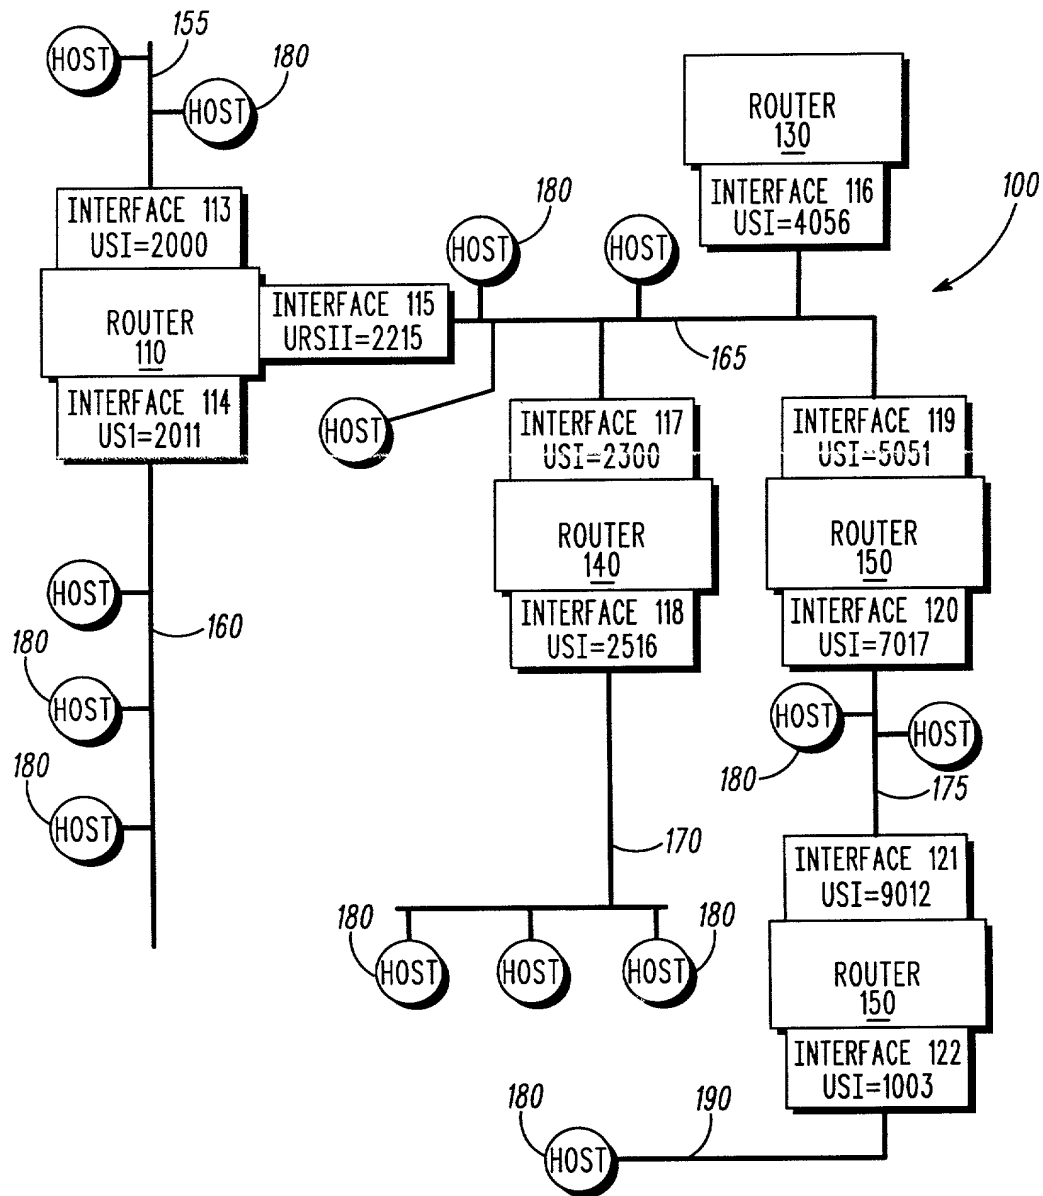 155
HOST
180
HOST
ROUTER
130
INTERFACE 116
USI=4056
100
INTERFACE 113
USI=2000
180
HOST
HOST
ROUTER
110
INTERFACE 115
URSII=2215
165
INTERFACE 114
US1=2011
HOST
INTERFACE 117
USI=2300
INTERFACE 119
USI=5051
ROUTER
140
ROUTER
150
INTERFACE 118
USI=2516
INTERFACE 120
USI=7017
HOST
160
180
HOST
180
HOST
HOST
HOST
180
175
170
INTERFACE 121
USI=9012
180
HOST
HOST
180
HOST
ROUTER
150
INTERFACE 122
USI=1003
180
HOST
190